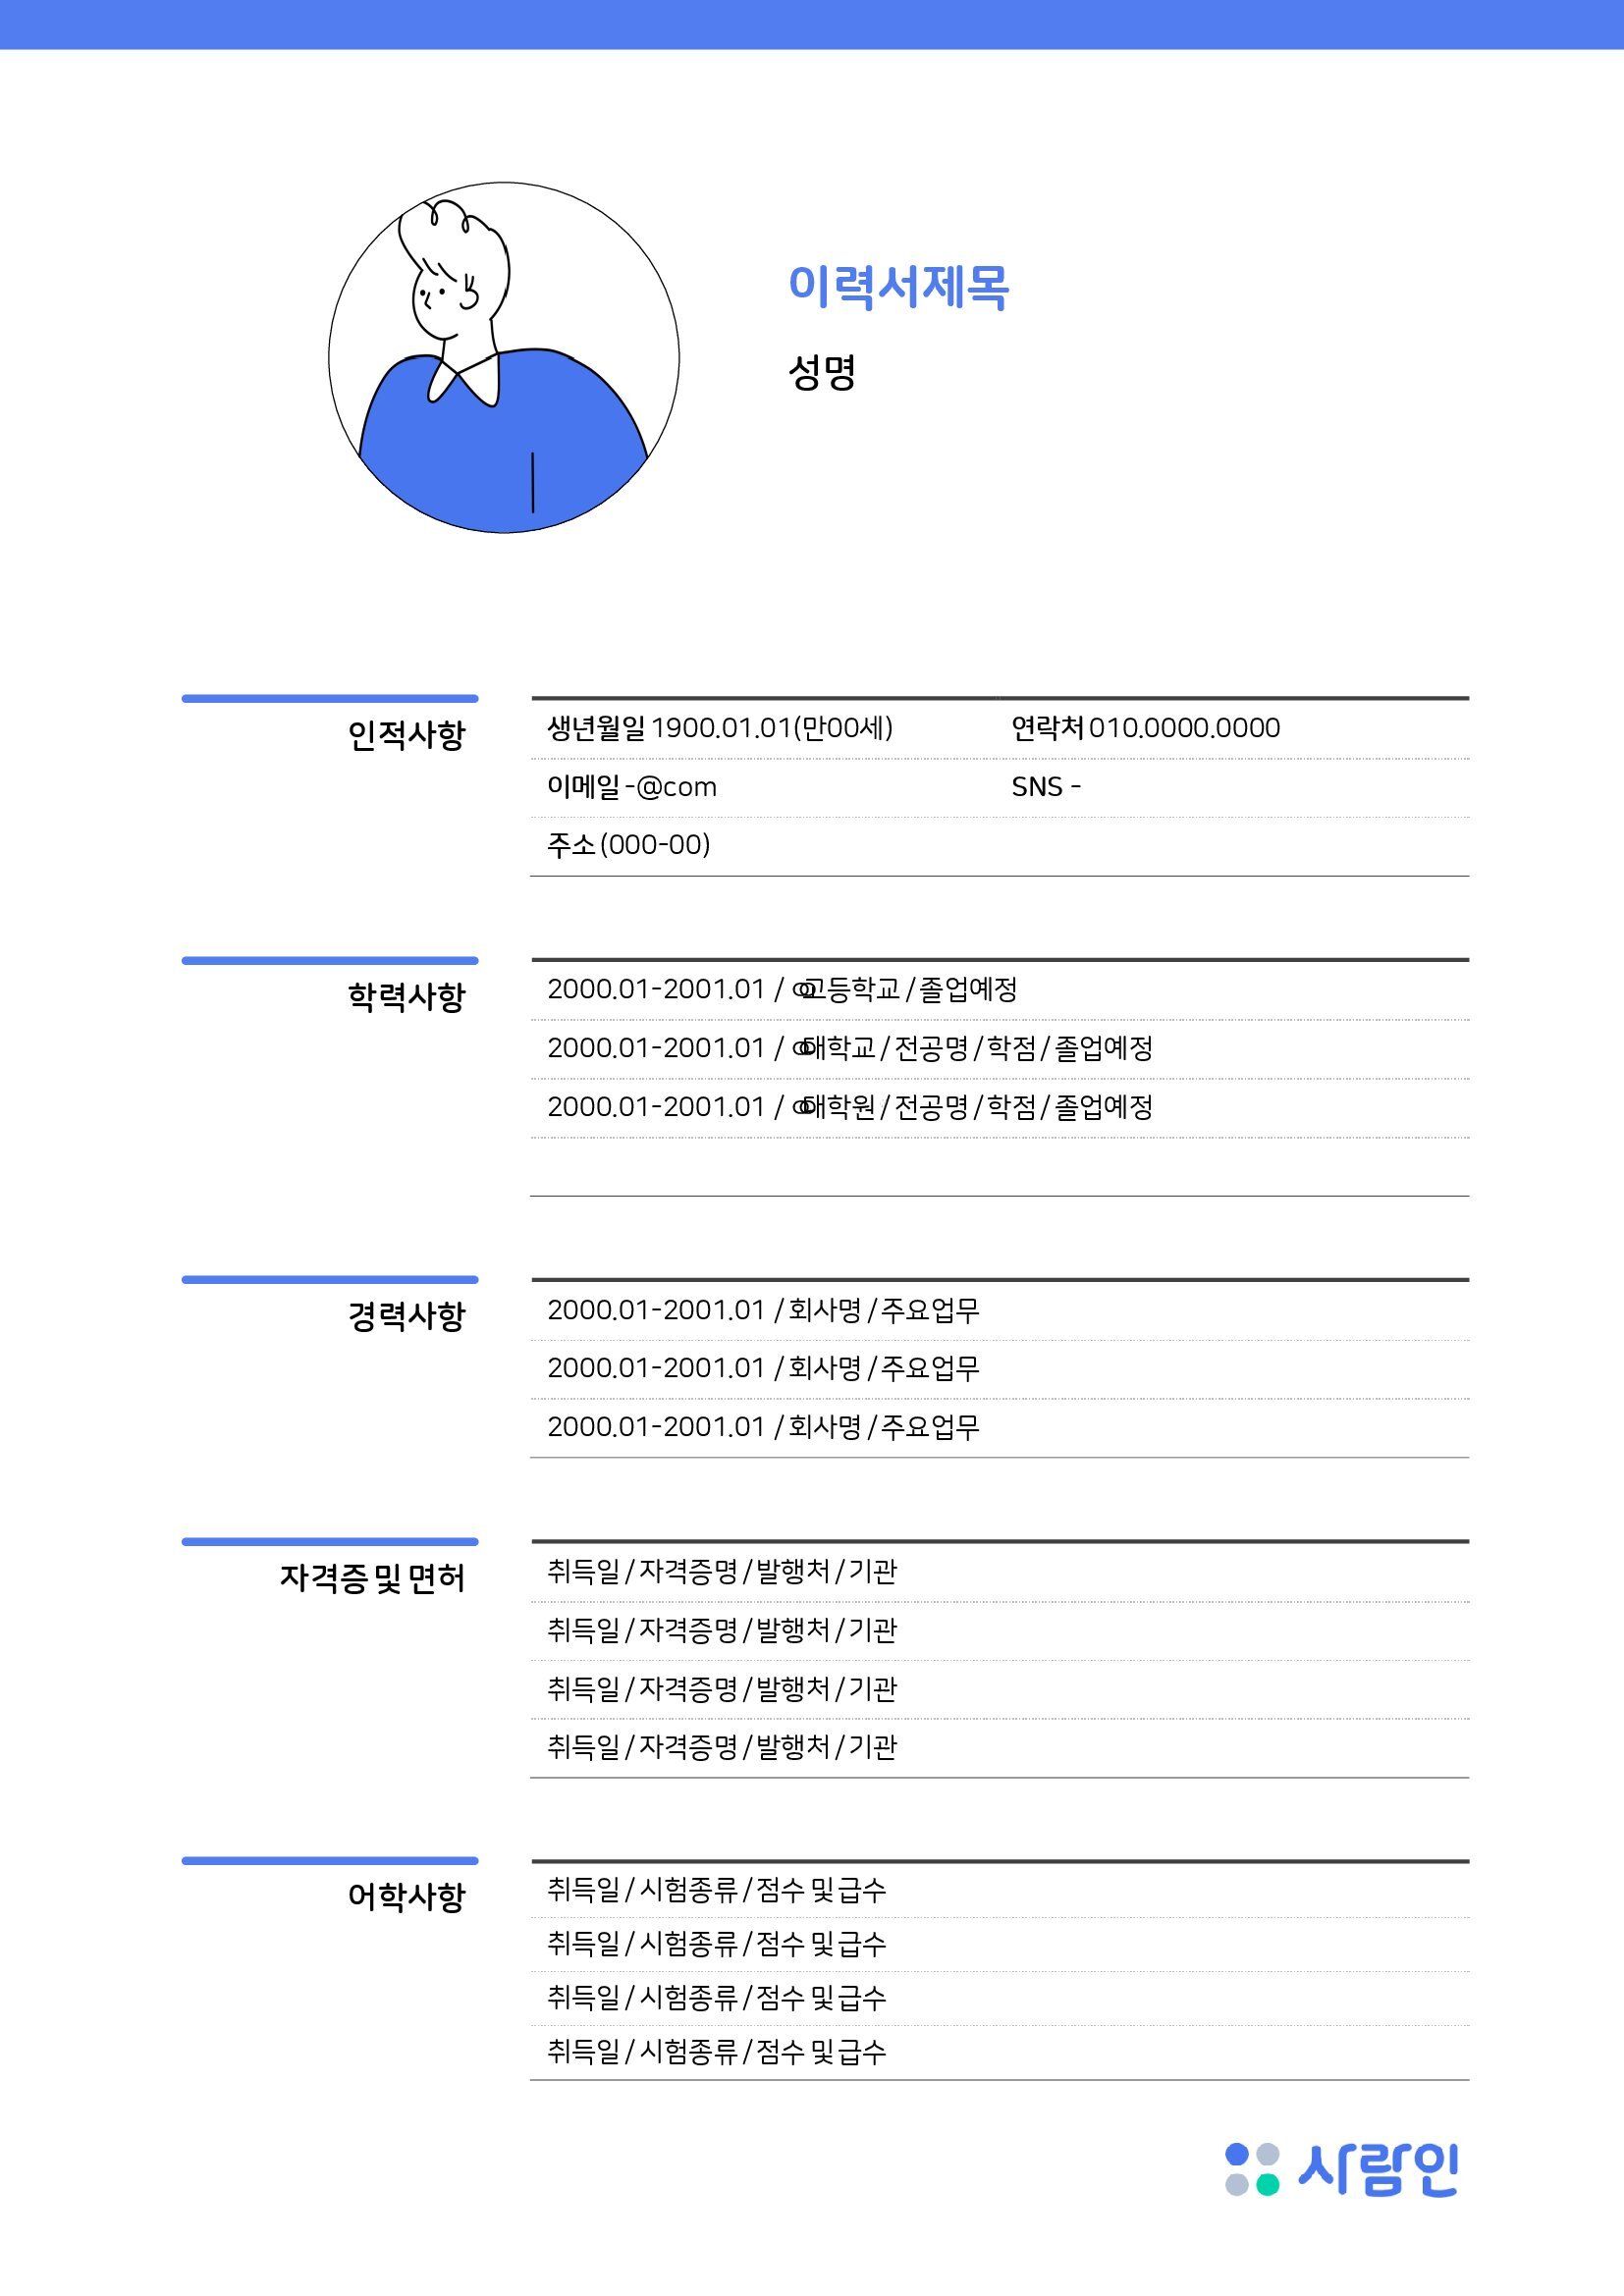 이력서제목
성명
인적사항
생년월일 1900.01.01(만00세) 연락처 010.0000.0000
이메일 -@com SNS -
주소 (000-00)
학력사항
2000.01-2001.01 / ㅇㅇ고등학교 / 졸업예정
2000.01-2001.01 / ㅇㅇ대학교 / 전공명 / 학점 / 졸업예정
2000.01-2001.01 / ㅇㅇ대학원 / 전공명 / 학점 / 졸업예정
경력사항
2000.01-2001.01 / 회사명 / 주요업무
2000.01-2001.01 / 회사명 / 주요업무
2000.01-2001.01 / 회사명 / 주요업무
자격증 및 면허
취득일 / 자격증명 / 발행처 / 기관
취득일 / 자격증명 / 발행처 / 기관
취득일 / 자격증명 / 발행처 / 기관
취득일 / 자격증명 / 발행처 / 기관
어학사항
취득일 / 시험종류 / 점수 및 급수
취득일 / 시험종류 / 점수 및 급수
취득일 / 시험종류 / 점수 및 급수
취득일 / 시험종류 / 점수 및 급수
사람인